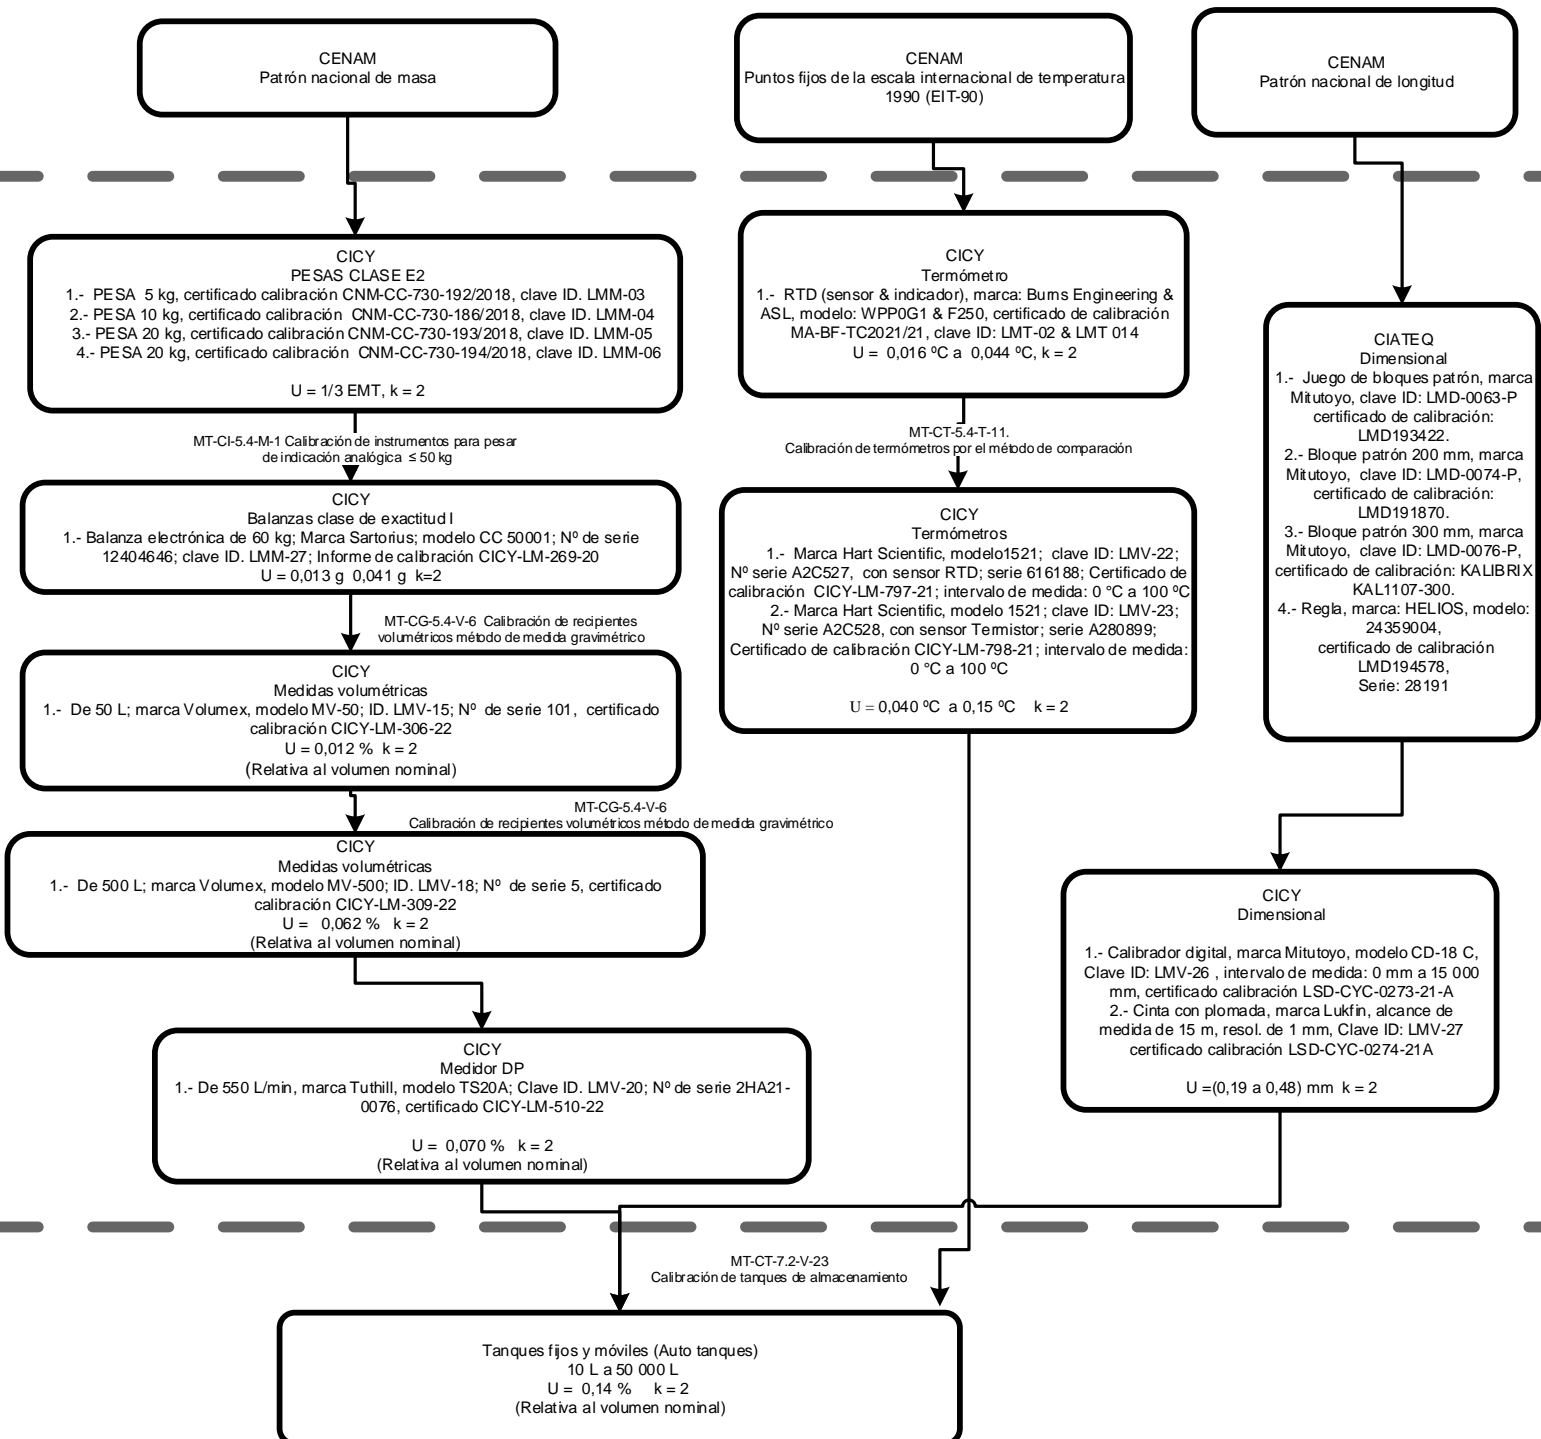 CENAM
Patrón nacional de masa
CENAM
Puntos fijos de la escala internacional de temperatura
1990 (EIT-90)
CENAM
Patrón nacional de longitud
CICY
PESAS CLASE E2
1.- PESA 5 kg, certificado calibración CNM-CC-730-192/2018, clave ID. LMM-03
2.- PESA 10 kg, certificado calibración CNM-CC-730-186/2018, clave ID. LMM-04
3.- PESA 20 kg, certificado calibración CNM-CC-730-193/2018, clave ID. LMM-05
4.- PESA 20 kg, certificado calibración CNM-CC-730-194/2018, clave ID. LMM-06
U = 1/3 EMT, k = 2
MT-CI-5.4-M-1 Calibración de instrumentos para pesar
de indicación analógica ≤ 50 kg
CICY
Balanzas clase de exactitud I
1.- Balanza electrónica de 60 kg; Marca Sartorius; modelo CC 50001; Nº de serie
12404646; clave ID. LMM-27; Informe de calibración CICY-LM-269-20
U = 0,013 g 0,041 g k=2
MT-CG-5.4-V-6 Calibración de recipientes
volumétricos método de medida gravimétrico
CICY
Medidas volumétricas
1.- De 50 L; marca Volumex, modelo MV-50; ID. LMV-15; Nº de serie 101, certificado
calibración CICY-LM-306-22
U = 0,012 % k = 2
(Relativa al volumen nominal)
MT-CG-5.4-V-6
Calibración de recipientes volumétricos método de medida gravimétrico
CICY
Medidas volumétricas
1.- De 500 L; marca Volumex, modelo MV-500; ID. LMV-18; Nº de serie 5, certificado
calibración CICY-LM-309-22
U = 0,062 % k = 2
(Relativa al volumen nominal)
CICY
Medidor DP
1.- De 550 L/min, marca Tuthill, modelo TS20A; Clave ID. LMV-20; Nº de serie 2HA21-
0076, certificado CICY-LM-510-22
U = 0,070 % k = 2
(Relativa al volumen nominal)
CICY
Termómetro
1.- RTD (sensor & indicador), marca: Burns Engineering &
ASL, modelo: WPP0G1 & F250, certificado de calibración
MA-BF-TC2021/21, clave ID: LMT-02 & LMT 014
U = 0,016 ºC a 0,044 ºC, k = 2
MT-CT-5.4-T-11.
Calibración de termómetros por el método de comparación
CICY
Termómetros
1.- Marca Hart Scientific, modelo1521; clave ID: LMV-22;
Nº serie A2C527, con sensor RTD; serie 616188; Certificado de
calibración CICY-LM-797-21; intervalo de medida: 0 °C a 100 ºC
2.- Marca Hart Scientific, modelo 1521; clave ID: LMV-23;
Nº serie A2C528, con sensor Termistor; serie A280899;
Certificado de calibración CICY-LM-798-21; intervalo de medida:
0 °C a 100 ºC
U = 0,040 ºC a 0,15 ºC k = 2
CIATEQ
Dimensional
1.- Juego de bloques patrón, marca
Mitutoyo, clave ID: LMD-0063-P
certificado de calibración:
LMD193422.
2.- Bloque patrón 200 mm, marca
Mitutoyo, clave ID: LMD-0074-P,
certificado de calibración:
LMD191870.
3.- Bloque patrón 300 mm, marca
Mitutoyo, clave ID: LMD-0076-P,
certificado de calibración: KALIBRIX
KAL1107-300.
4.- Regla, marca: HELIOS, modelo:
24359004,
certificado de calibración
LMD194578,
Serie: 28191
CICY
Dimensional
1.- Calibrador digital, marca Mitutoyo, modelo CD-18 C,
Clave ID: LMV-26 , intervalo de medida: 0 mm a 15 000
mm, certificado calibración LSD-CYC-0273-21-A
2.- Cinta con plomada, marca Lukfin, alcance de
medida de 15 m, resol. de 1 mm, Clave ID: LMV-27
certificado calibración LSD-CYC-0274-21A
U =(0,19 a 0,48) mm k = 2
MT-CT-7.2-V-23
Calibración de tanques de almacenamiento
Tanques fijos y móviles (Auto tanques)
10 L a 50 000 L
U = 0,14 % k = 2
(Relativa al volumen nominal)